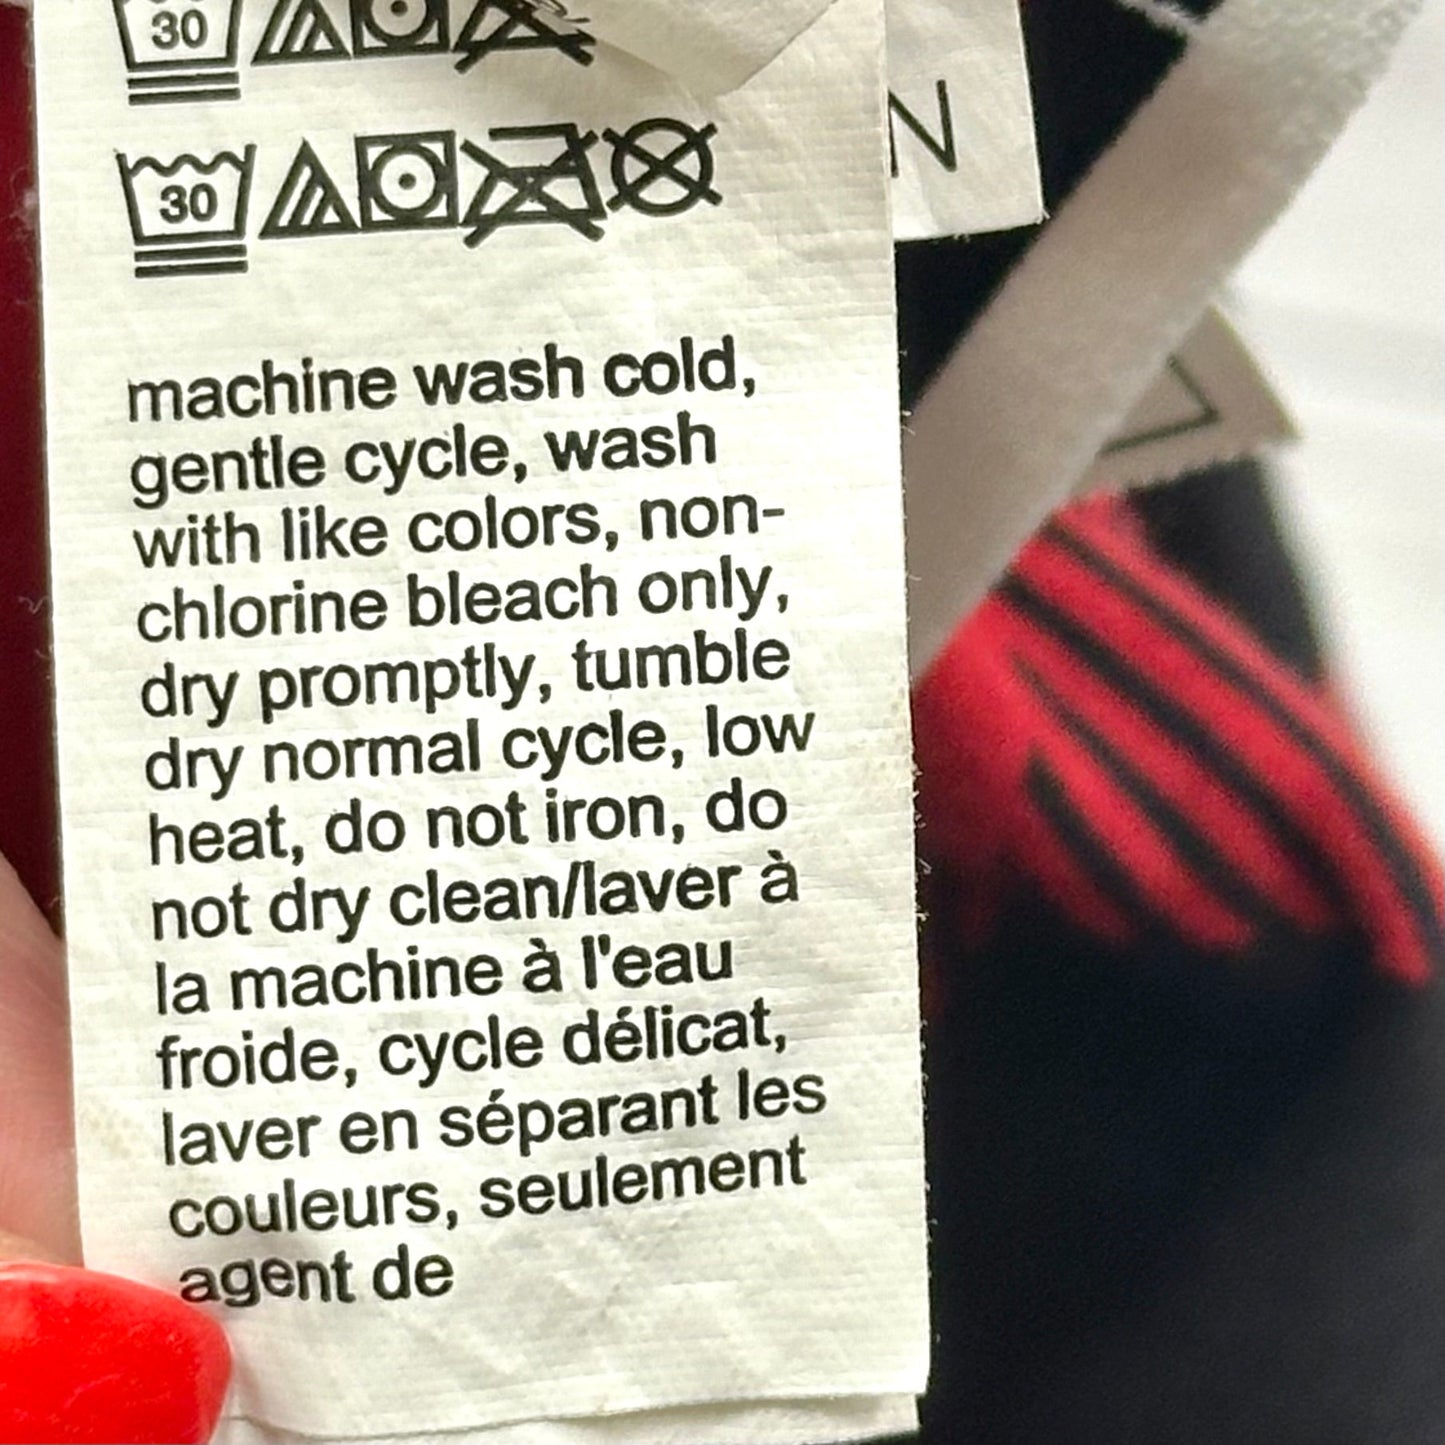 30
30
N
machine wash cold,
gentle cycle, wash
with like colors, non-
chlorine bleach only,
dry promptly, tumble
dry normal cycle, low
heat, do not iron, do
not dry clean/laver à
la machine à l'eau
froide, cycle délicat,
laver en séparant les
couleurs, seulement
agent de